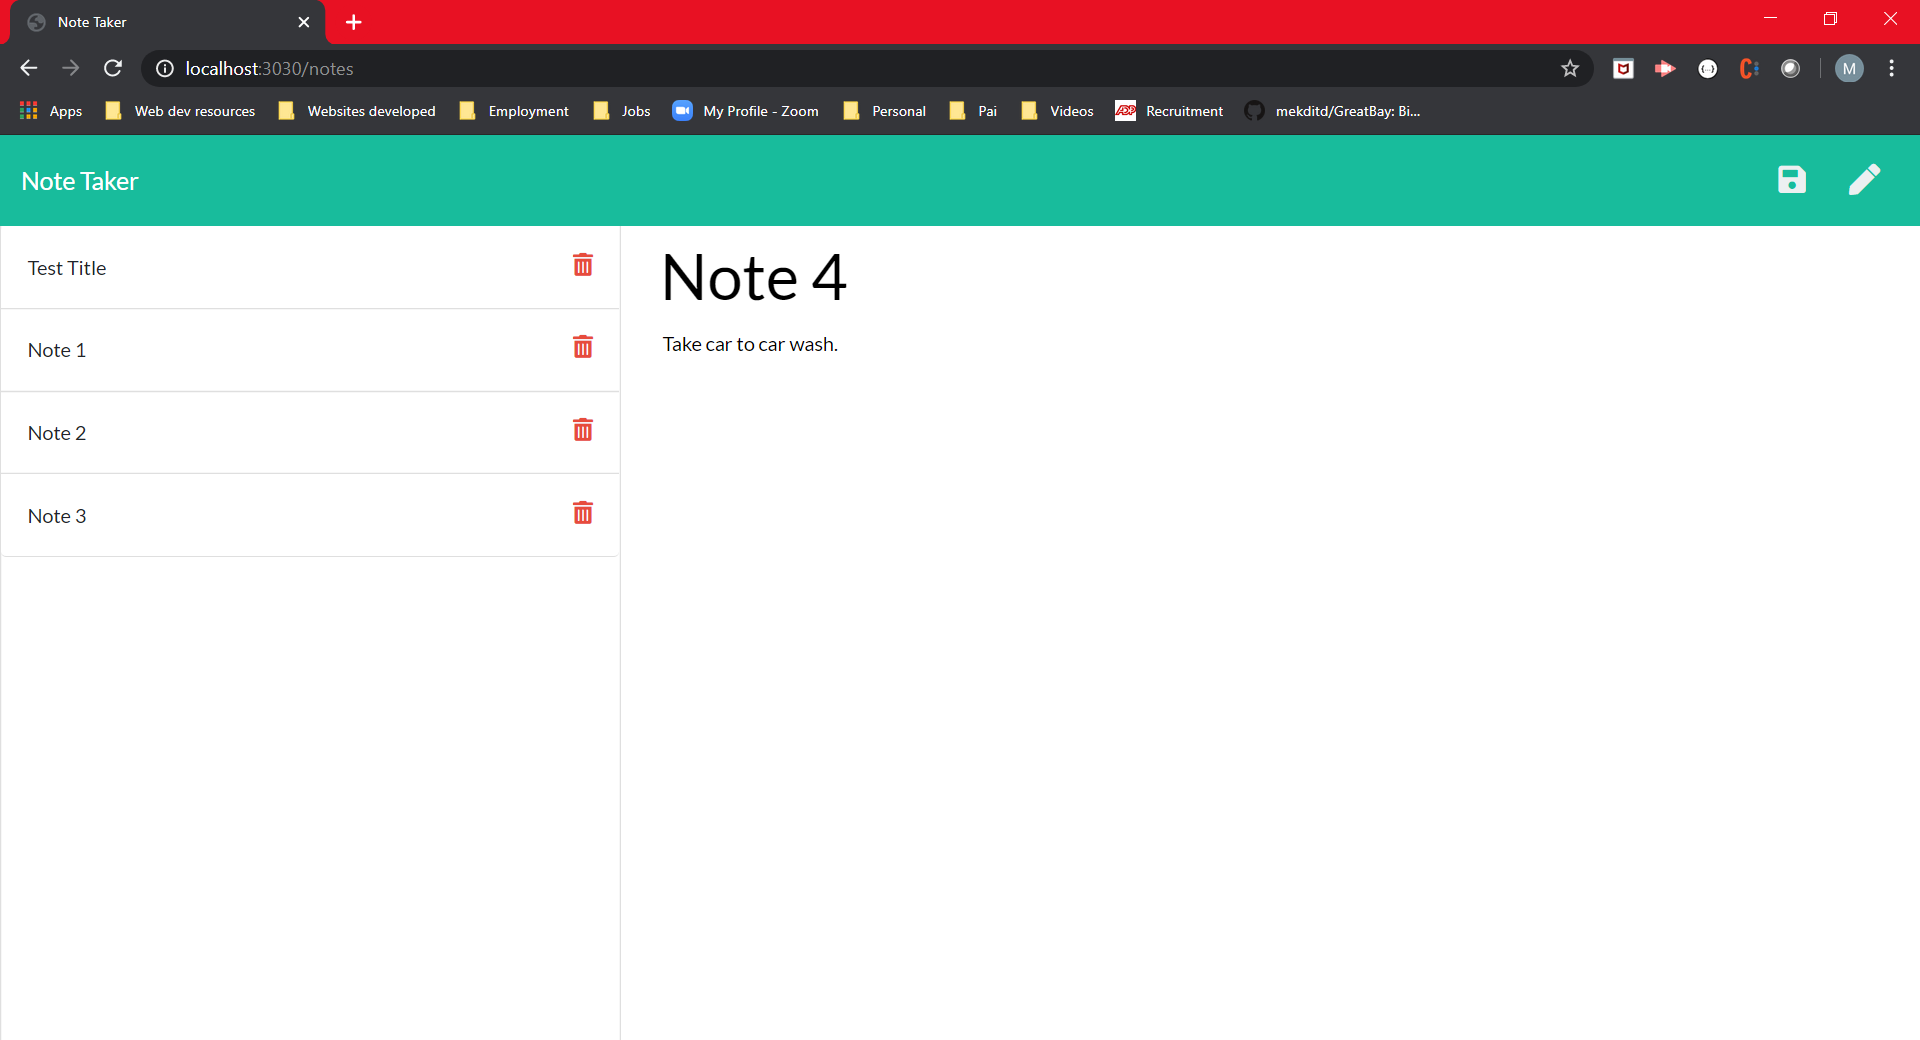 Note Taker
localhost:3030/notes
M
Apps Web dev resources Websites developed Employment Jobs My Profile - Zoom Personal Pai Videos ADP Recruitment mekditd/GreatBay: Bi...
Note Taker
Test Title
Note 1
Note 2
Note 3
Note 4
Take car to car wash.